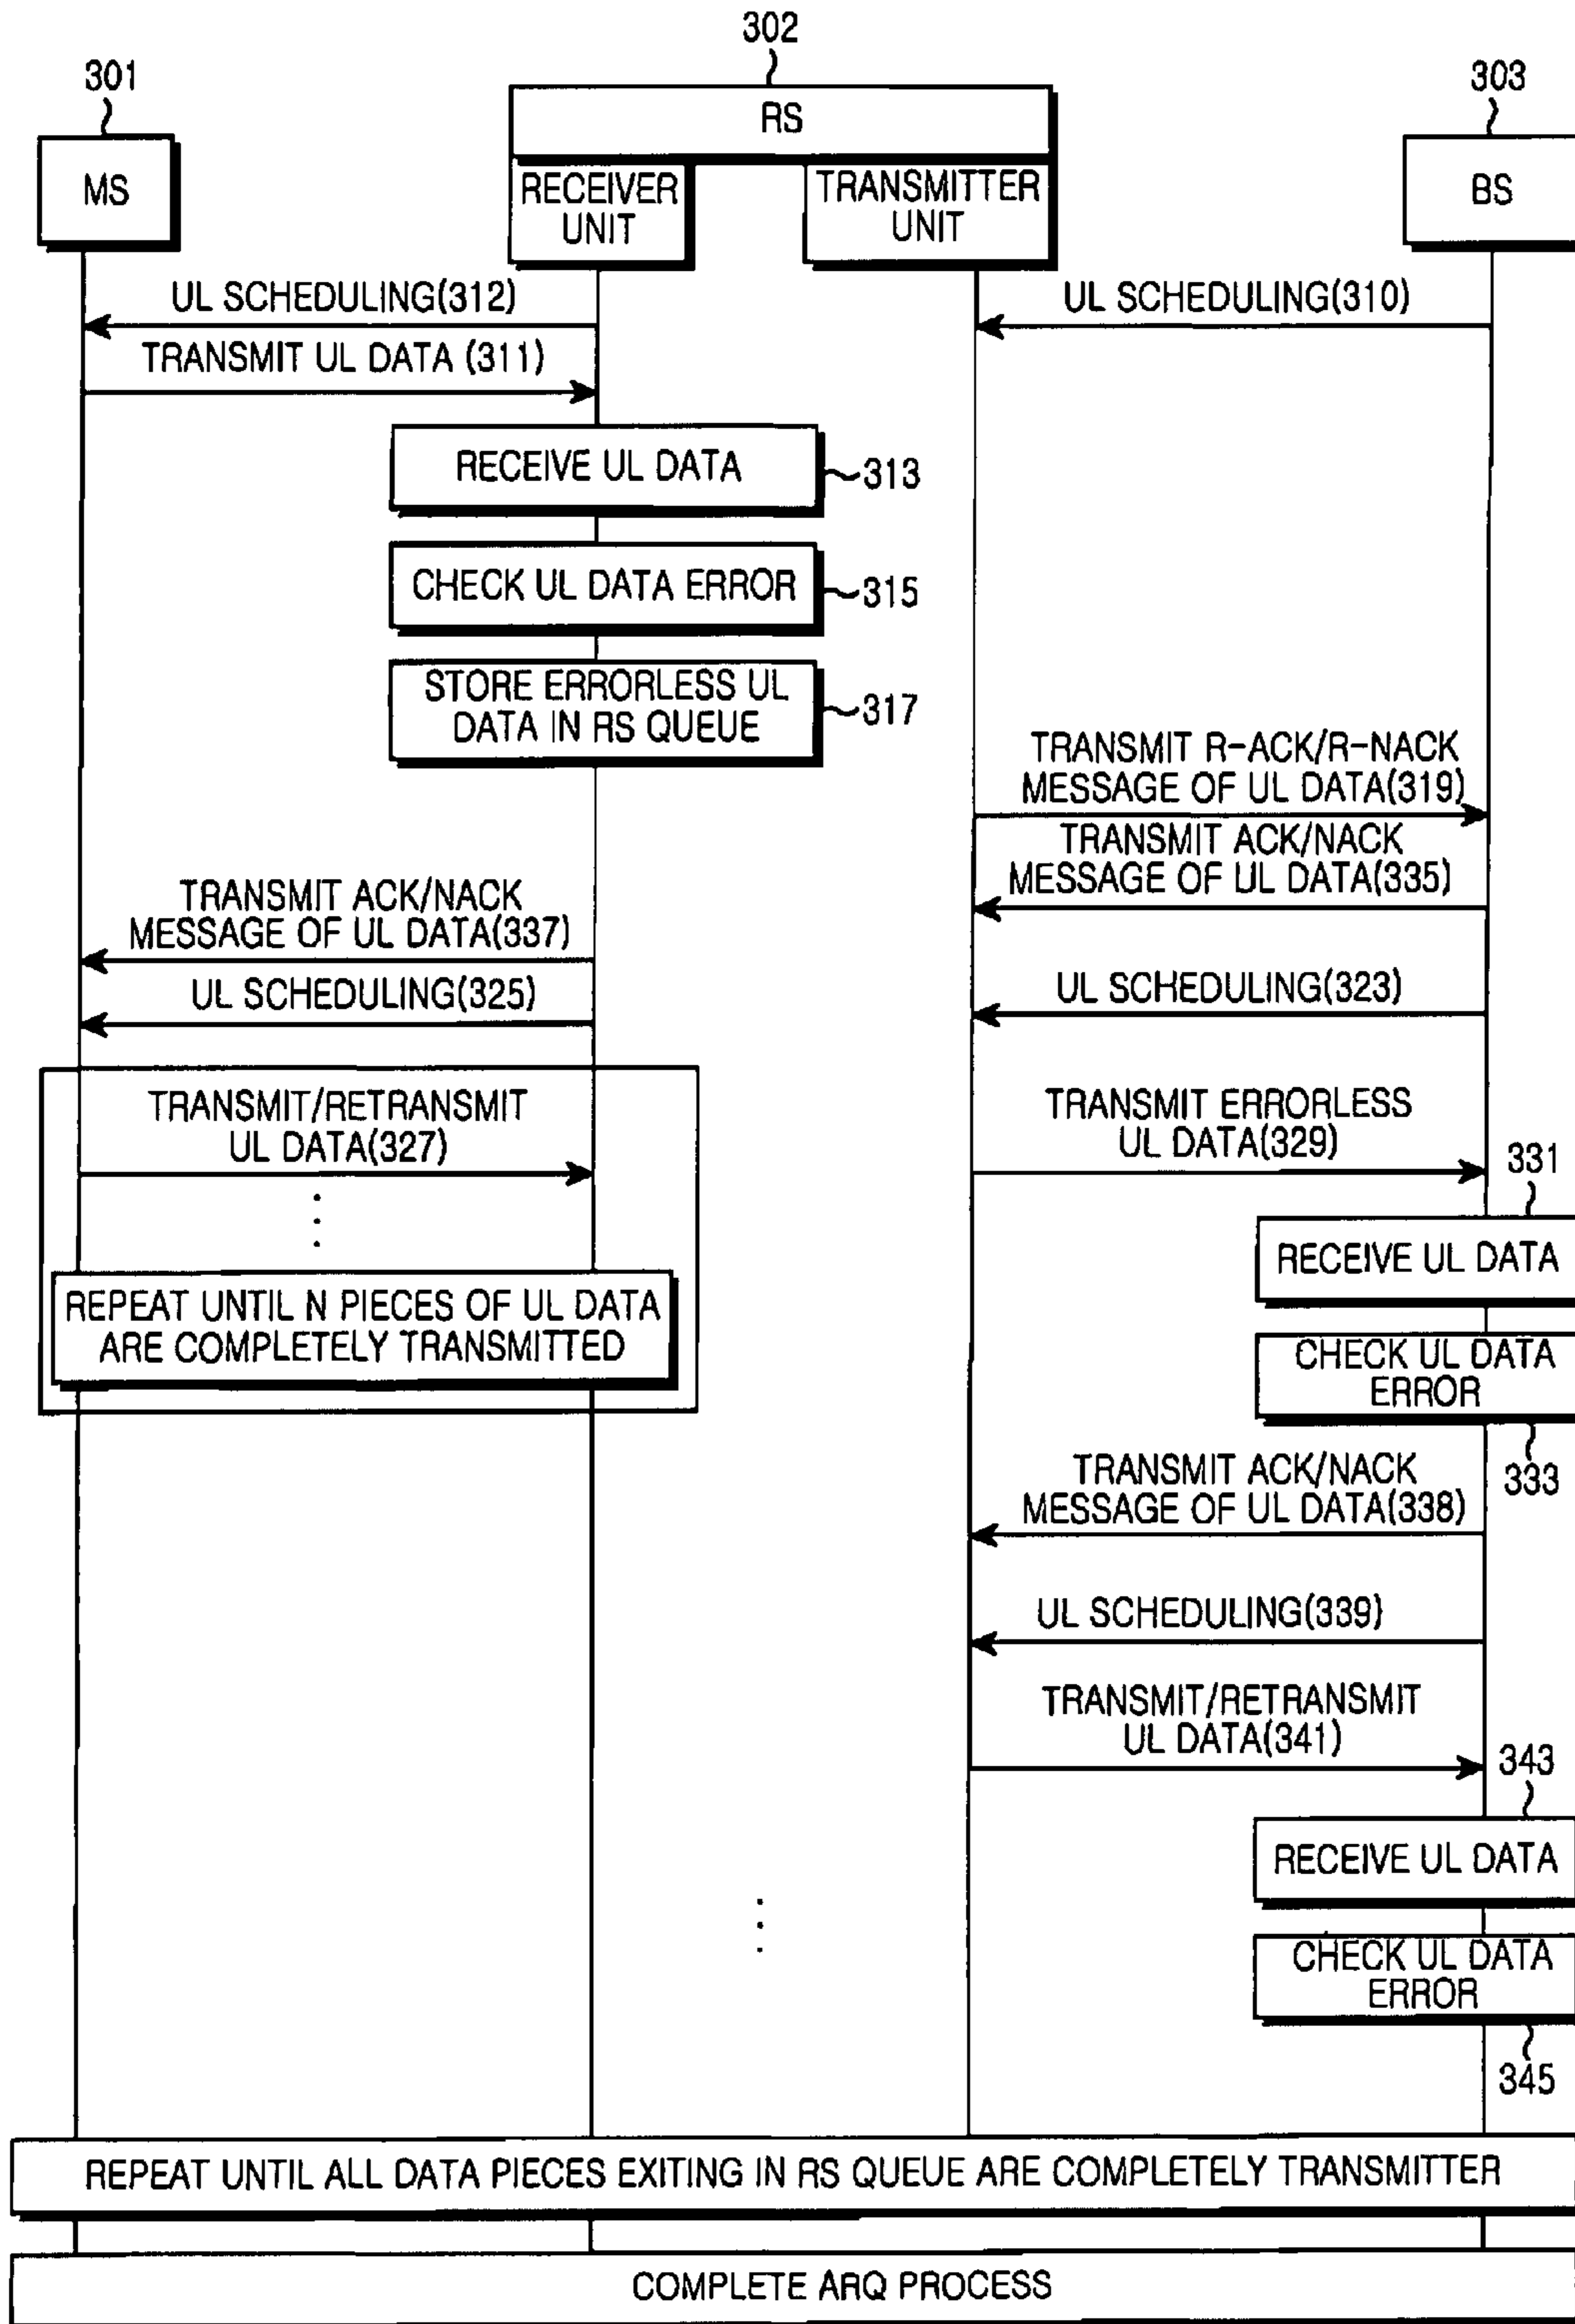 302
301
303
RS
MS
RECEIVER
UNIT
TRANSMITTER
UNIT
BS
UL SCHEDULING(312)
UL SCHEDULING(310)
TRANSMIT UL DATA (311)
RECEIVE UL DATA
313
CHECK UL DATA ERROR
315
STORE ERRORLESS UL
DATA IN RS QUEUE
317
TRANSMIT R-ACK/R-NACK
MESSAGE OF UL DATA(319)
TRANSMIT ACK/NACK
MESSAGE OF UL DATA(335)
TRANSMIT ACK/NACK
MESSAGE OF UL DATA(337)
UL SCHEDULING(325)
UL SCHEDULING(323)
TRANSMIT/RETRANSMIT
UL DATA(327)
TRANSMIT ERRORLESS
UL DATA(329)
331
RECEIVE UL DATA
REPEAT UNTIL N PIECES OF UL DATA
ARE COMPLETELY TRANSMITTED
CHECK UL DATA
ERROR
333
TRANSMIT ACK/NACK
MESSAGE OF UL DATA(338)
UL SCHEDULING(339)
TRANSMIT/RETRANSMIT
UL DATA(341)
343
RECEIVE UL DATA
CHECK UL DATA
ERROR
345
REPEAT UNTIL ALL DATA PIECES EXITING IN RS QUEUE ARE COMPLETELY TRANSMITTER
COMPLETE ARQ PROCESS